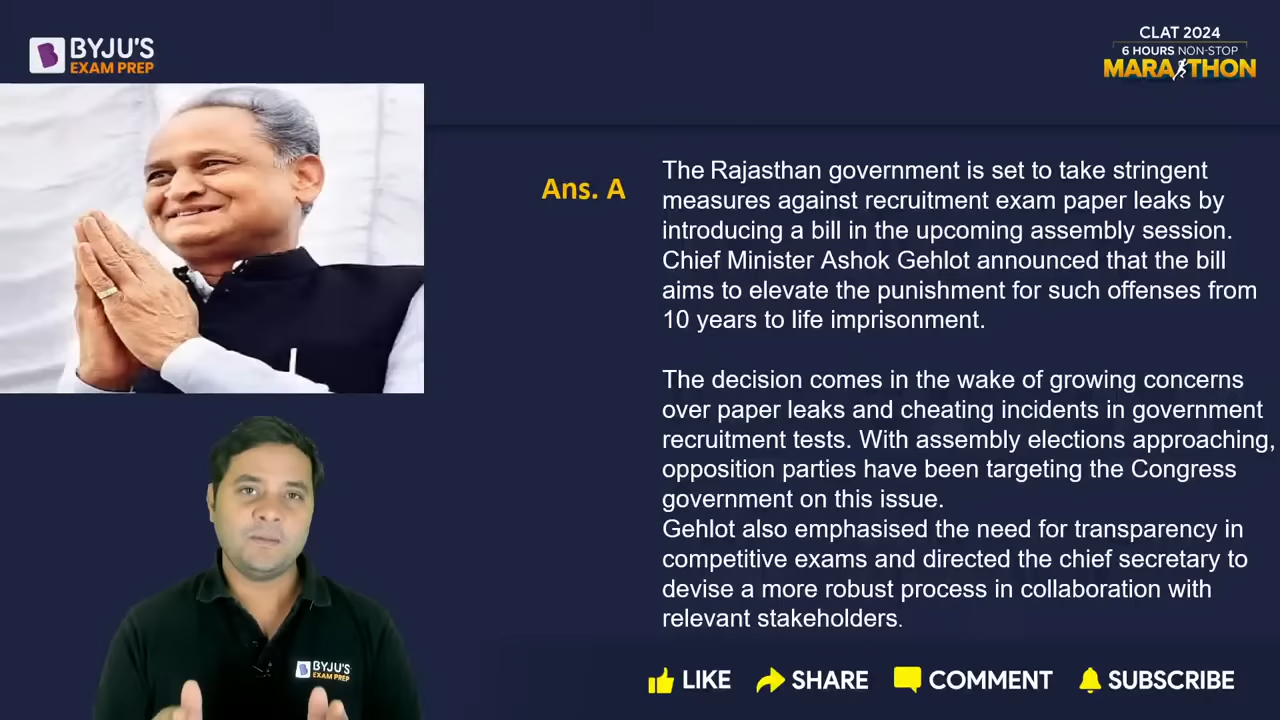 BYJU'S
EXAM PREP
CLAT 2024
6 HOURS NON-STOP
MARATHON
Ans. A
The Rajasthan government is set to take stringent
measures against recruitment exam paper leaks by
introducing a bill in the upcoming assembly session.
Chief Minister Ashok Gehlot announced that the bill
aims to elevate the punishment for such offenses from
10 years to life imprisonment.
The decision comes in the wake of growing concerns
over paper leaks and cheating incidents in government
recruitment tests. With assembly elections approaching,
opposition parties have been targeting the Congress
government on this issue.
Gehlot also emphasised the need for transparency in
competitive exams and directed the chief secretary to
devise a more robust process in collaboration with
relevant stakeholders.
BYJU'S
EXAM PREP
LIKE SHARE COMMENT SUBSCRIBE